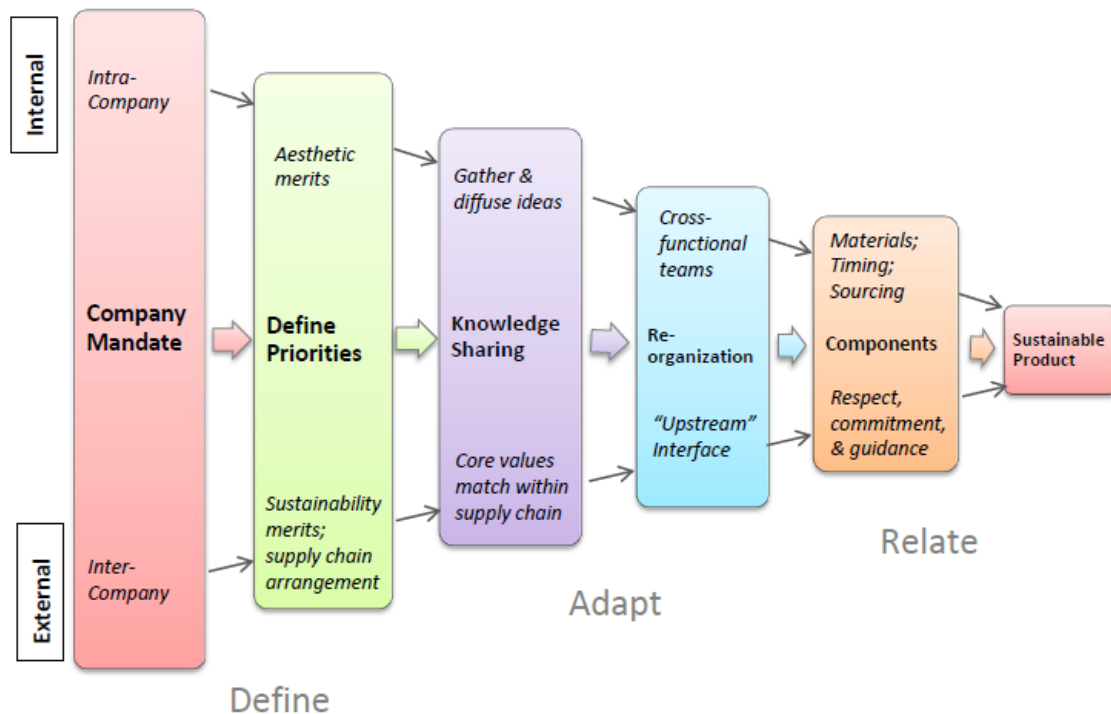 Internal
Intra-
Company
Company
Mandate
Inter-
Company
External
Aesthetic
merits
Define
Priorities
Sustainability
merits;
supply chain
arrangement
Define
Gather &
diffuse ideas
Knowledge
Sharing
Core values
match within
supply chain
Cross-
functional
teams
Re-
organization
“Upstream”
Interface
Adapt
Materials;
Timing;
Sourcing
Components
Respect,
commitment,
& guidance
Relate
Sustainable
Product